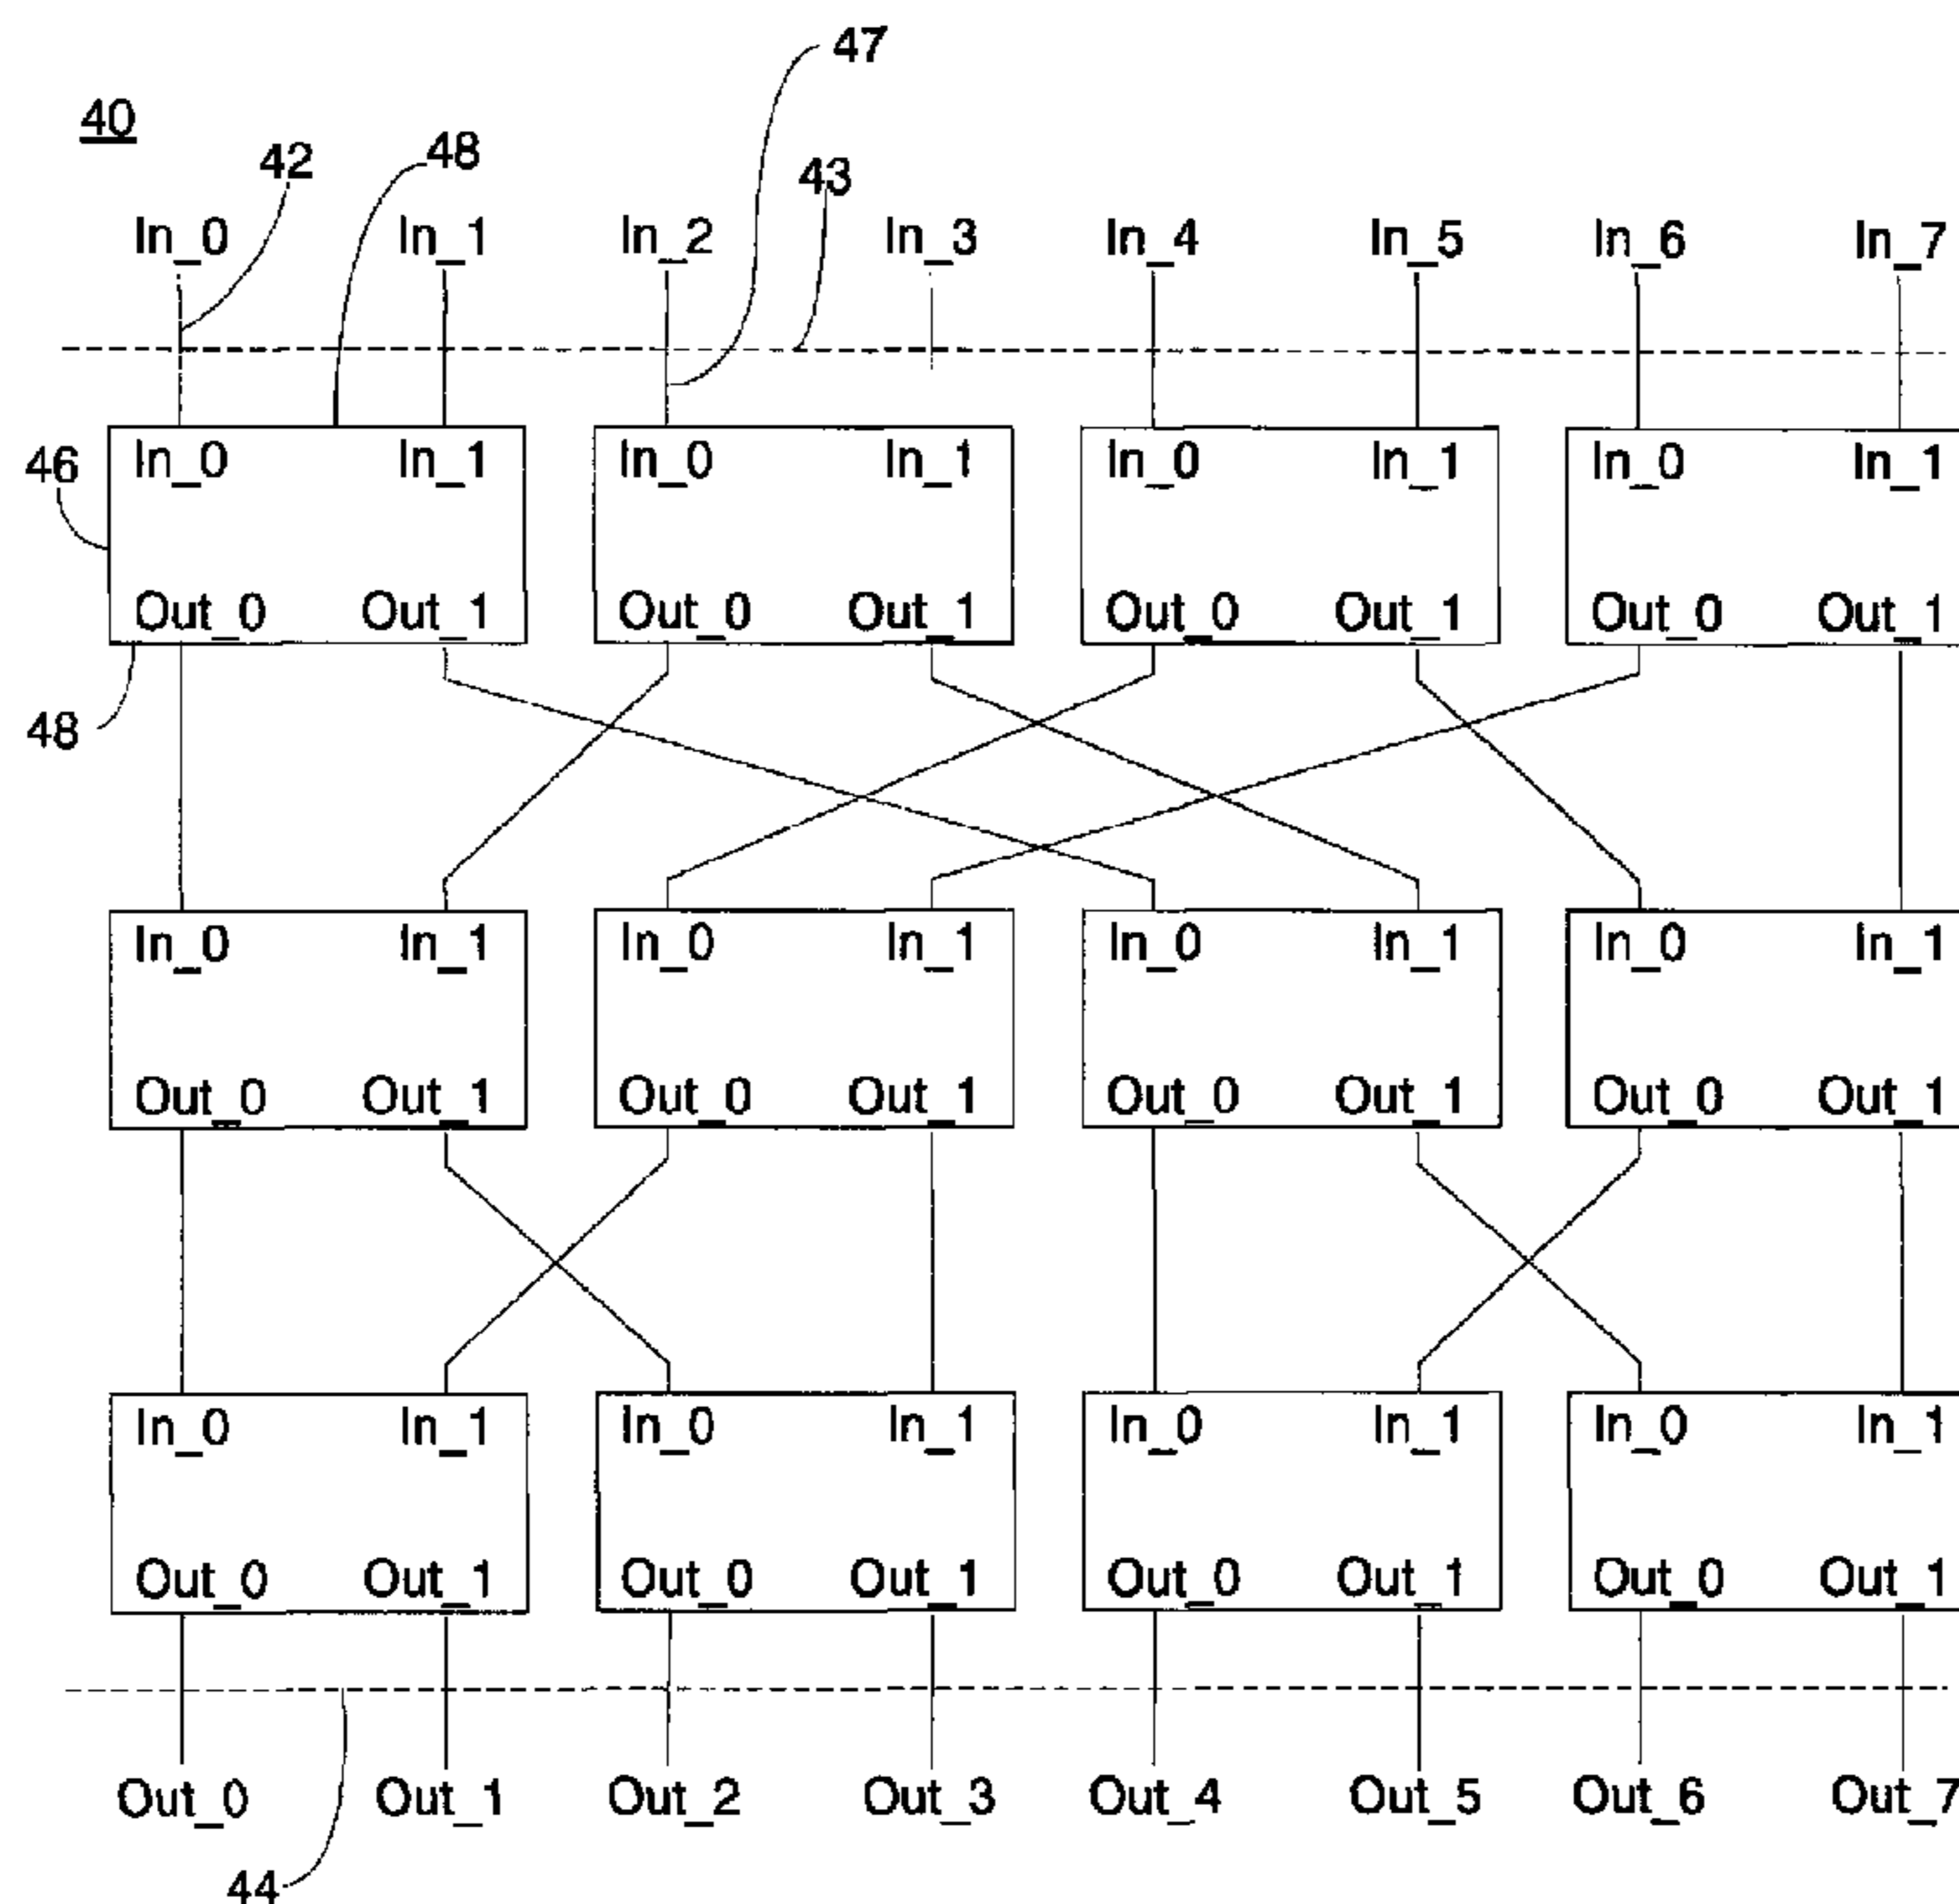 47
40
42 48 43
In_0 In_1 In_2 In_3 In_4 In_5 In_6 In_7
In_0 In_1 In_0 In_1 In_0 In_1 In_0 In_1
46
Out_0 Out_1 Out_0 Out_1 Out_0 Out_1 Out_0 Out_1
48
In_0 In_1 In_0 In_1 In_0 In_1 In_0 In_1
Out_0 Out_1 Out_0 Out_1 Out_0 Out_1 Out_0 Out_1
In_0 In_1 In_0 In_1 In_0 In_1 In_0 In_1
Out_0 Out_1 Out_0 Out_1 Out_0 Out_1 Out_0 Out_1
Out_0 Out_1 Out_2 Out_3 Out_4 Out_5 Out_6 Out_7
44